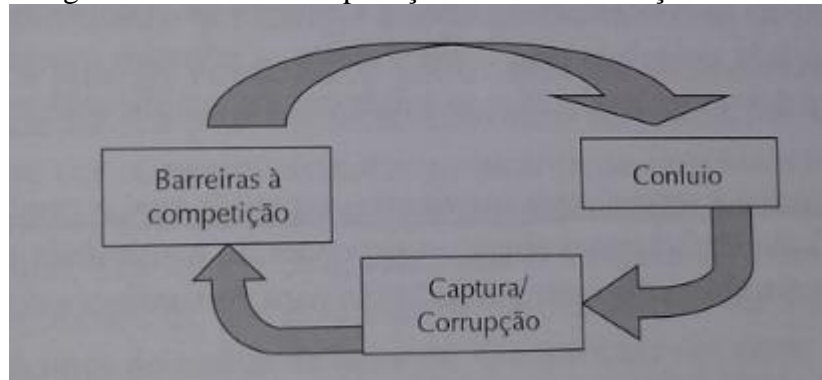 Barreiras à
competição
Conluio
Captura/
Corrupção